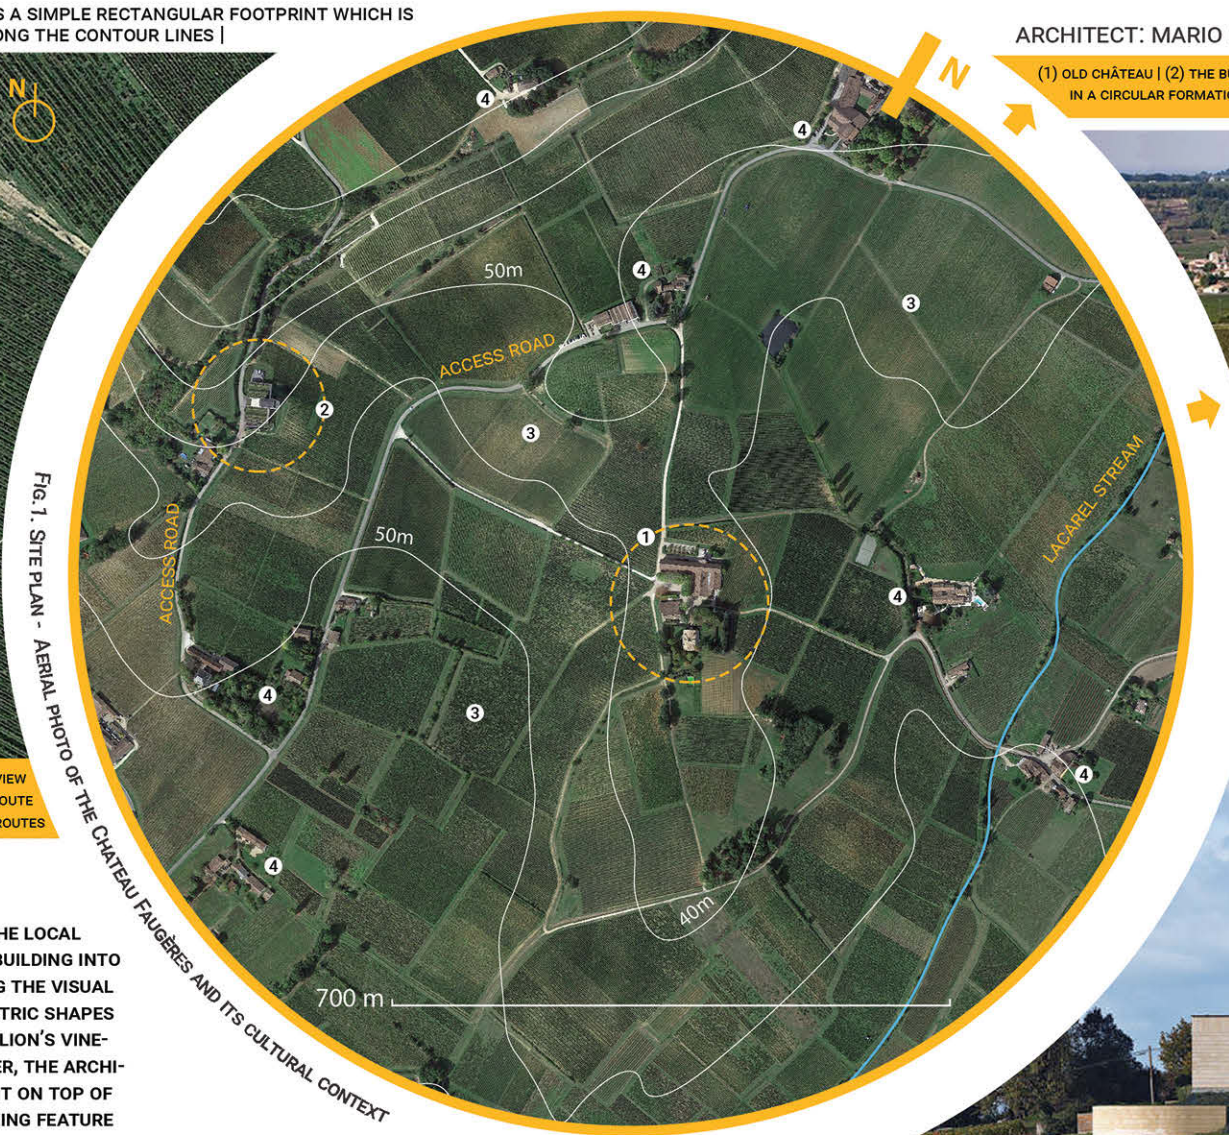 S A SIMPLE RECTANGULAR FOOTPRINT WHICH IS
ONG THE CONTOUR LINES |
ARCHITECT: MARIO
(1) OLD CHÂTEAU | (2) THE BU
IN A CIRCULAR FORMATIO
N
N
4
4
4
50m
3
ACCESS ROAD
2
3
LACAREL STREAM
ACCESS ROAD
50m
1
4
4
3
4
4
40m
700 m
FIG.1. SITE PLAN - AERIAL PHOTO OF THE CHATEAU FAUGÈRES AND ITS CULTURAL CONTEXT
VIEW
OUTE
ROUTES
HE LOCAL
BUILDING INTO
G THE VISUAL
TRIC SHAPES
LION'S VINE-
ER, THE ARCHI-
T ON TOP OF
ING FEATURE